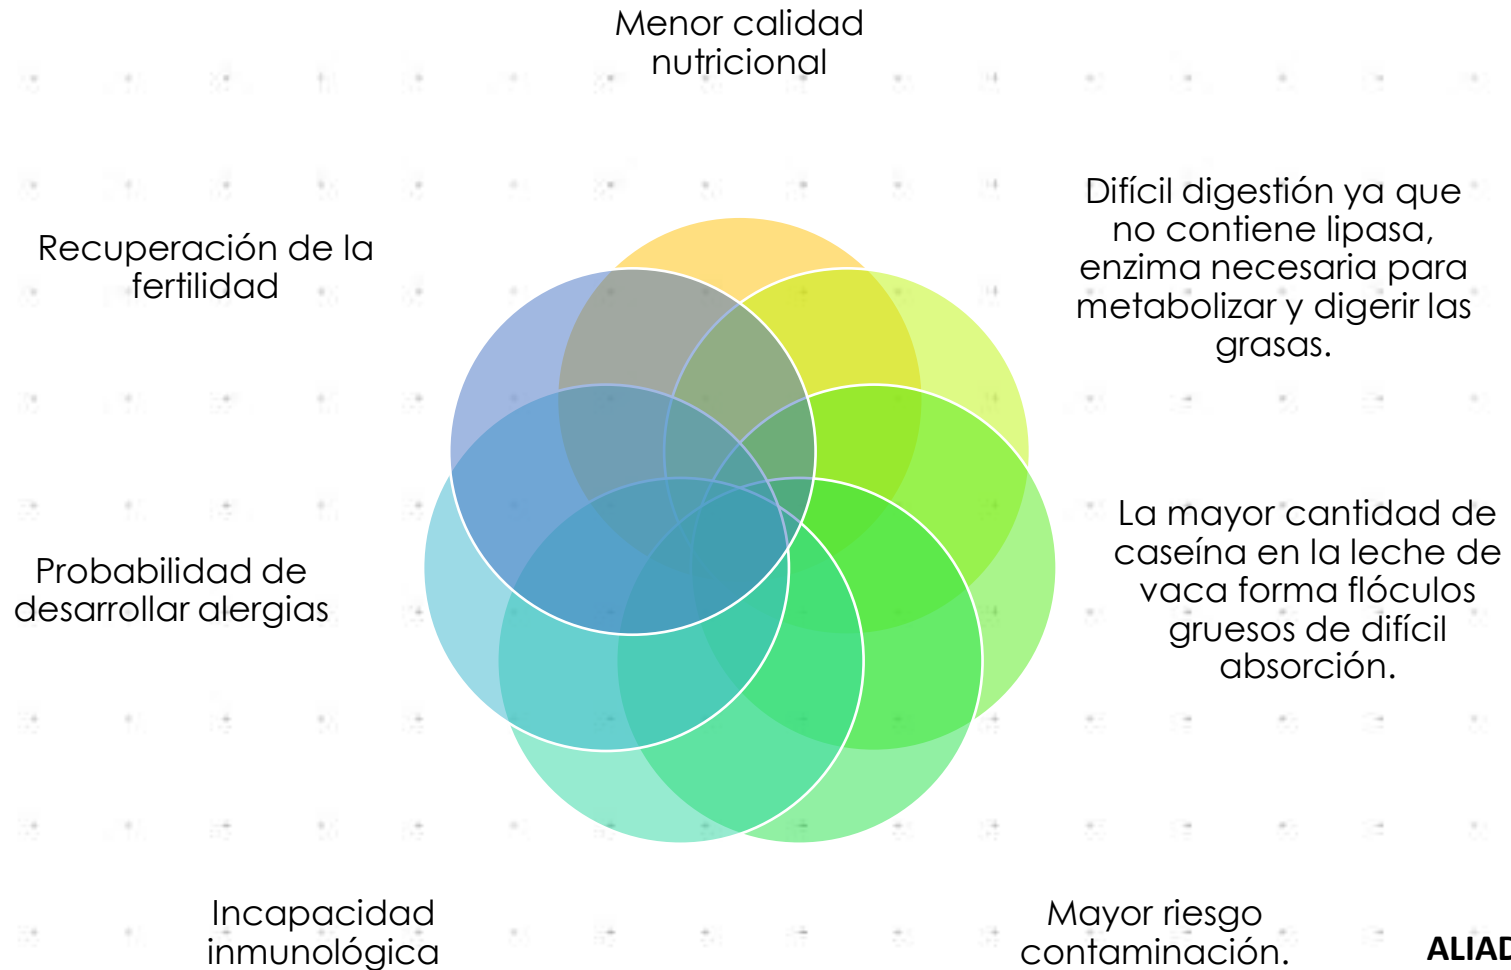 Menor calidad
nutricional
Difícil digestión ya que
no contiene lipasa,
enzima necesaria para
metabolizar y digerir las
grasas.
La mayor cantidad de
caseína en la leche de
vaca forma flóculos
gruesos de difícil
absorción.
Mayor riesgo
contaminación.
Incapacidad
inmunológica
Probabilidad de
desarrollar alergias
Recuperación de la
fertilidad
ALIAD